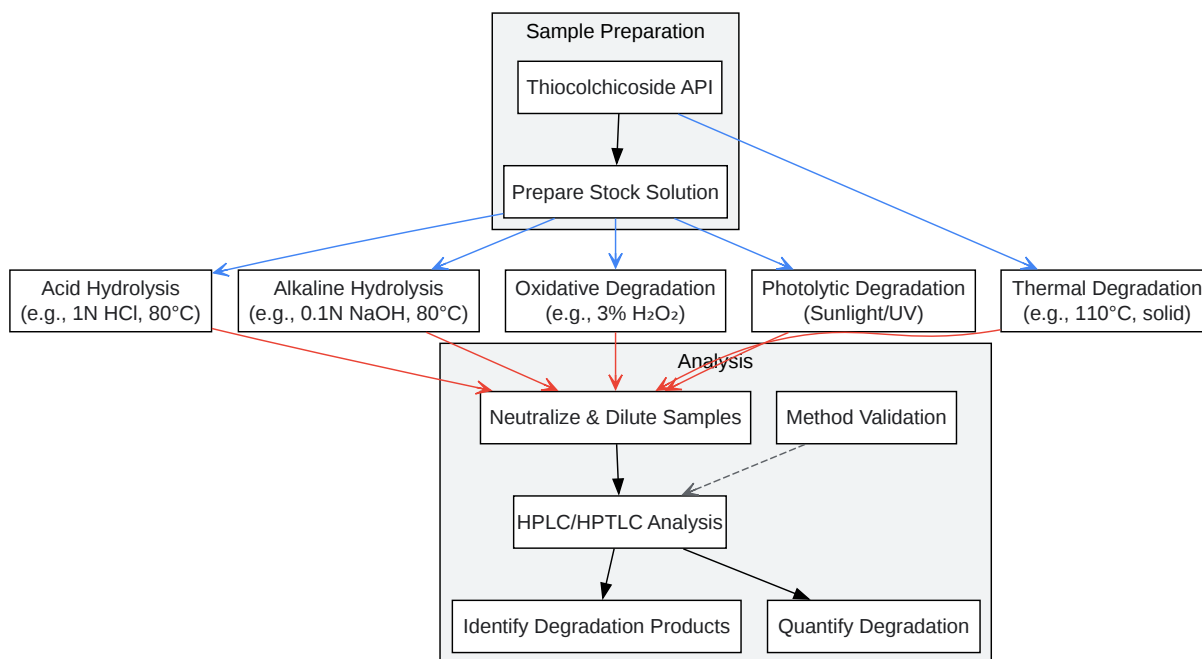 Sample Preparation
Thiocolchicoside API
Prepare Stock Solution
Acid Hydrolysis
(e.g., 1N HCl, 80°C)
Alkaline Hydrolysis
(e.g., 0.1N NaOH, 80°C)
Oxidative Degradation
(e.g., 3% H₂O₂)
Photolytic Degradation
(Sunlight/UV)
Thermal Degradation
(e.g., 110°C, solid)
Analysis
Neutralize & Dilute Samples
Method Validation
HPLC/HPTLC Analysis
Identify Degradation Products
Quantify Degradation